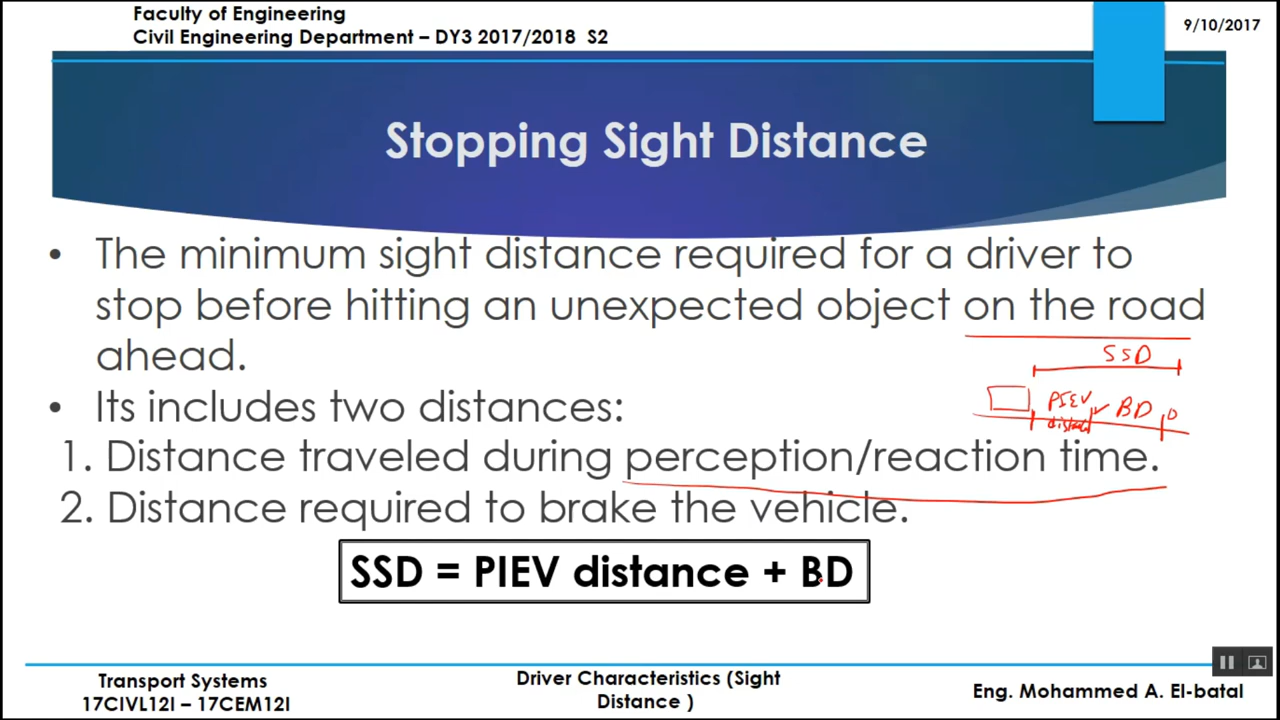 Faculty of Engineering
Civil Engineering Department – DY3 2017/2018 S2
9/10/2017
Stopping Sight Distance
• The minimum sight distance required for a driver to
stop before hitting an unexpected object on the road
ahead.
SSD
• Its includes two distances:
PIEV BD
1. Distance traveled during perception/reaction time.
2. Distance required to brake the vehicle.
SSD = PIEV distance + BD
Transport Systems
17CIVL12I – 17CEM12I
Driver Characteristics (Sight
Distance )
Eng. Mohammed A. El-batal